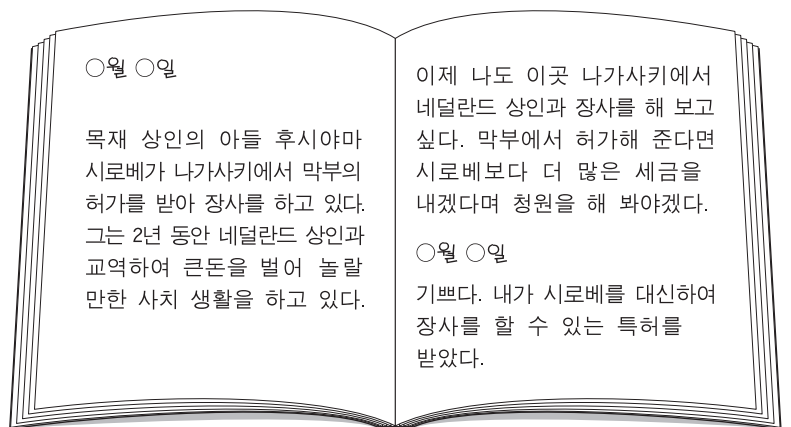 ○월 ○일
목재 상인의 아들 후시야마
시로베가 나가사키에서 막부의
허가를 받아 장사를 하고 있다.
그는 2년 동안 네덜란드 상인과
교역하여 큰돈을 벌어 놀랄
만한 사치 생활을 하고 있다.
이제 나도 이곳 나가사키에서
네덜란드 상인과 장사를 해 보고
싶다. 막부에서 허가해 준다면
시로베보다 더 많은 세금을
내겠다며 청원을 해 봐야겠다.
○월 ○일
기쁘다. 내가 시로베를 대신하여
장사를 할 수 있는 특허를
받았다.